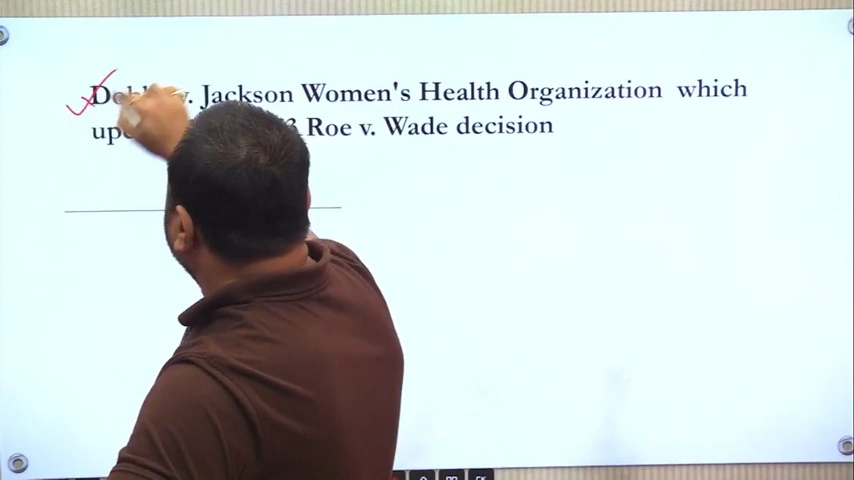 v. Jackson Women's Health Organization which
Roe v. Wade decision